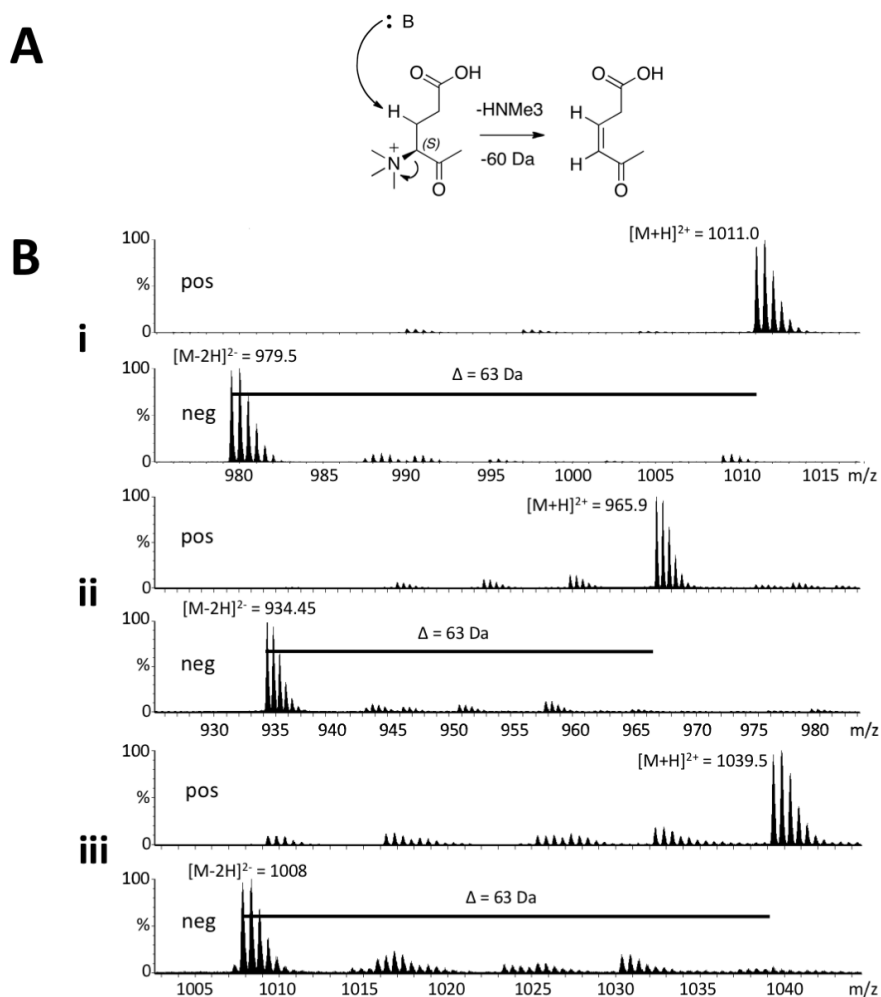 A
: B
O OH
H
(S)
+
N
O
-HNMe3
-60 Da
O OH
H
H
O
B
i
100
%
0
pos
[M+H]2+ = 1011.0
[M-2H]2- = 979.5
100
%
0
neg
Δ = 63 Da
980 985 990 995 1000 1005 1010 1015 m/z
ii
100
%
0
pos
[M+H]2+ = 965.9
[M-2H]2- = 934.45
100
%
0
neg
Δ = 63 Da
930 935 940 945 950 955 960 965 970 975 980 m/z
iii
100
%
0
pos
[M+H]2+ = 1039.5
[M-2H]2- = 1008
100
%
0
neg
Δ = 63 Da
1005 1010 1015 1020 1025 1030 1035 1040 m/z